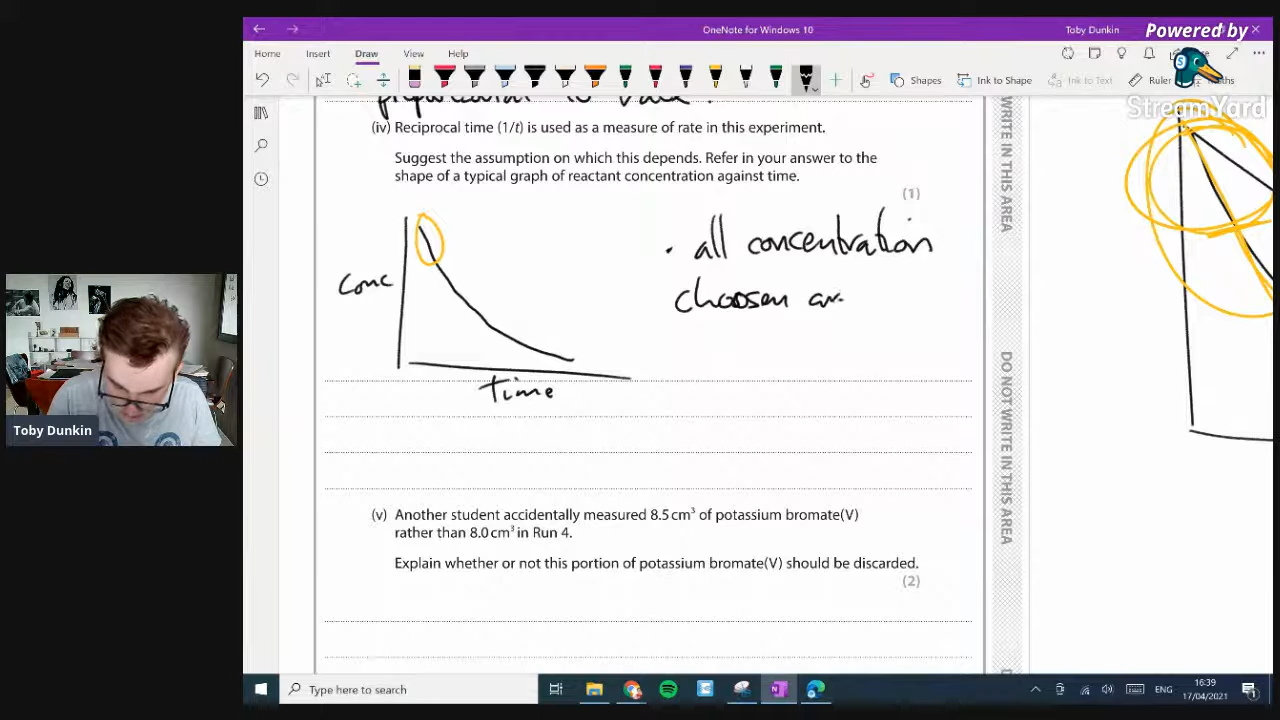 OneNote for Windows 10
Toby Dunkin
Powered by
StreamYard
Home Insert Draw View Help
Shapes Ink to Shape Ink to Text Ruler
proportional to rate.
(iv) Reciprocal time (1/t) is used as a measure of rate in this experiment.
Suggest the assumption on which this depends. Refer in your answer to the
shape of a typical graph of reactant concentration against time.
(1)
conc
Time
• all concentration
choosen ar
WRITE IN THIS AREA
DO NOT WRITE IN THIS AREA
Toby Dunkin
(v) Another student accidentally measured 8.5 cm³ of potassium bromate(V)
rather than 8.0 cm³ in Run 4.
Explain whether or not this portion of potassium bromate(V) should be discarded.
(2)
Type here to search
ENG
16:39
17/04/2021